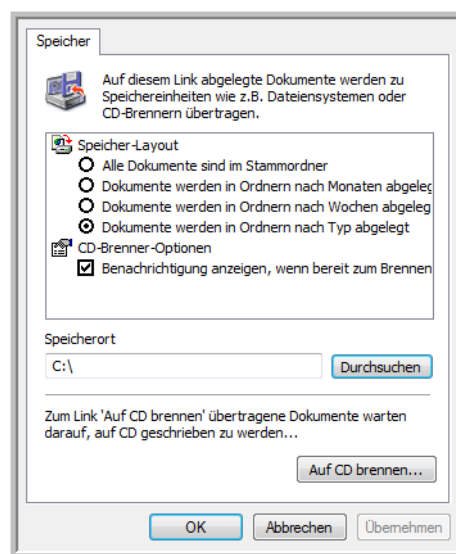 Speicher
Auf diesem Link abgelegte Dokumente werden zu
Speichereinheiten wie z.B. Dateiensystemen oder
CD-Brennern übertragen.
Speicher-Layout
Alle Dokumente sind im Stammordner
Dokumente werden in Ordnern nach Monaten abgeleg
Dokumente werden in Ordnern nach Wochen abgeleg
Dokumente werden in Ordnern nach Typ abgelegt
CD-Brenner-Optionen
Benachrichtigung anzeigen, wenn bereit zum Brennen
Speicherort
C:\
Durchsuchen
Zum Link 'Auf CD brennen' übertragene Dokumente warten
darauf, auf CD geschrieben zu werden...
Auf CD brennen...
OK
Abbrechen
Übernehmen